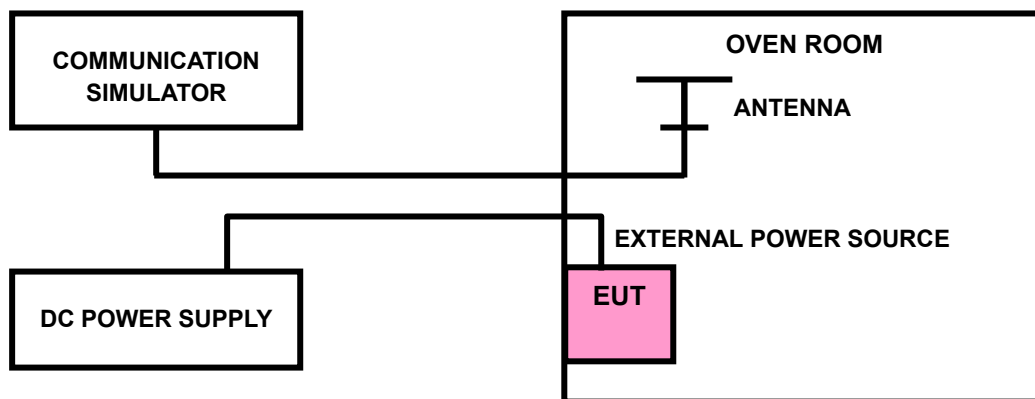 COMMUNICATION
SIMULATOR
OVEN ROOM
ANTENNA
EXTERNAL POWER SOURCE
DC POWER SUPPLY
EUT